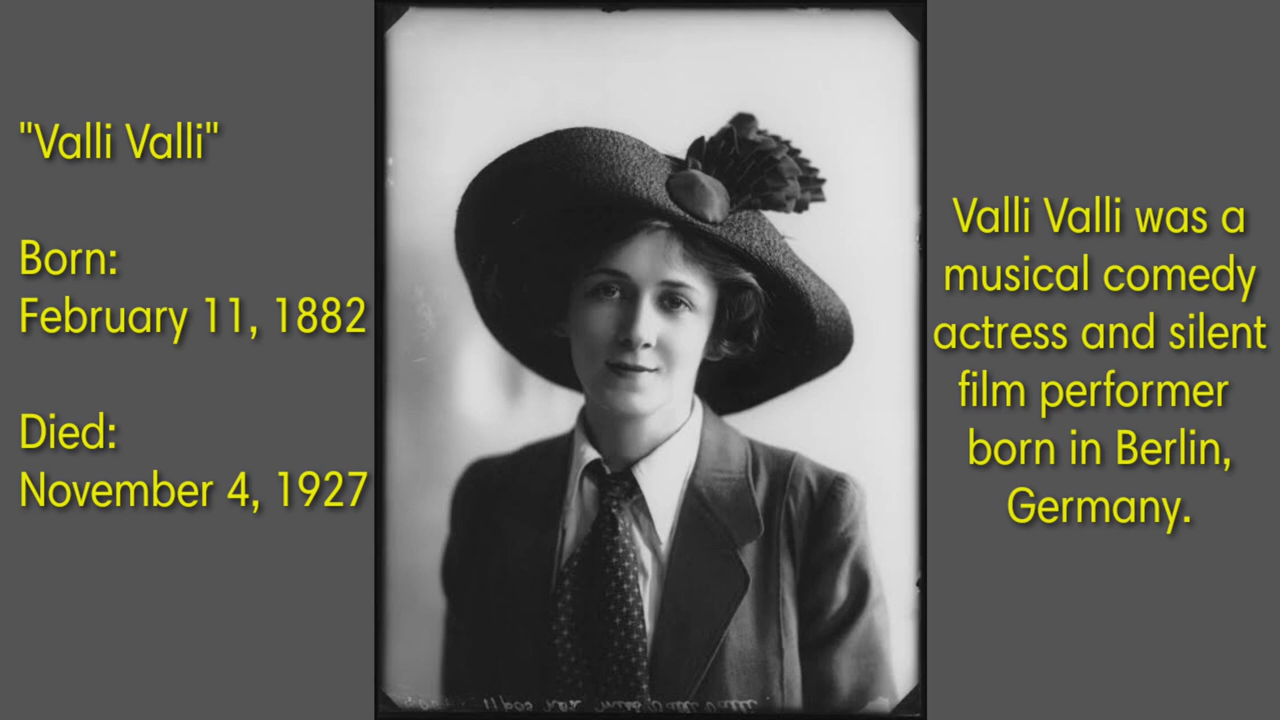 "Valli Valli"
Born:
February 11, 1882
Died:
November 4, 1927
Valli Valli was a
musical comedy
actress and silent
film performer
born in Berlin,
Germany.